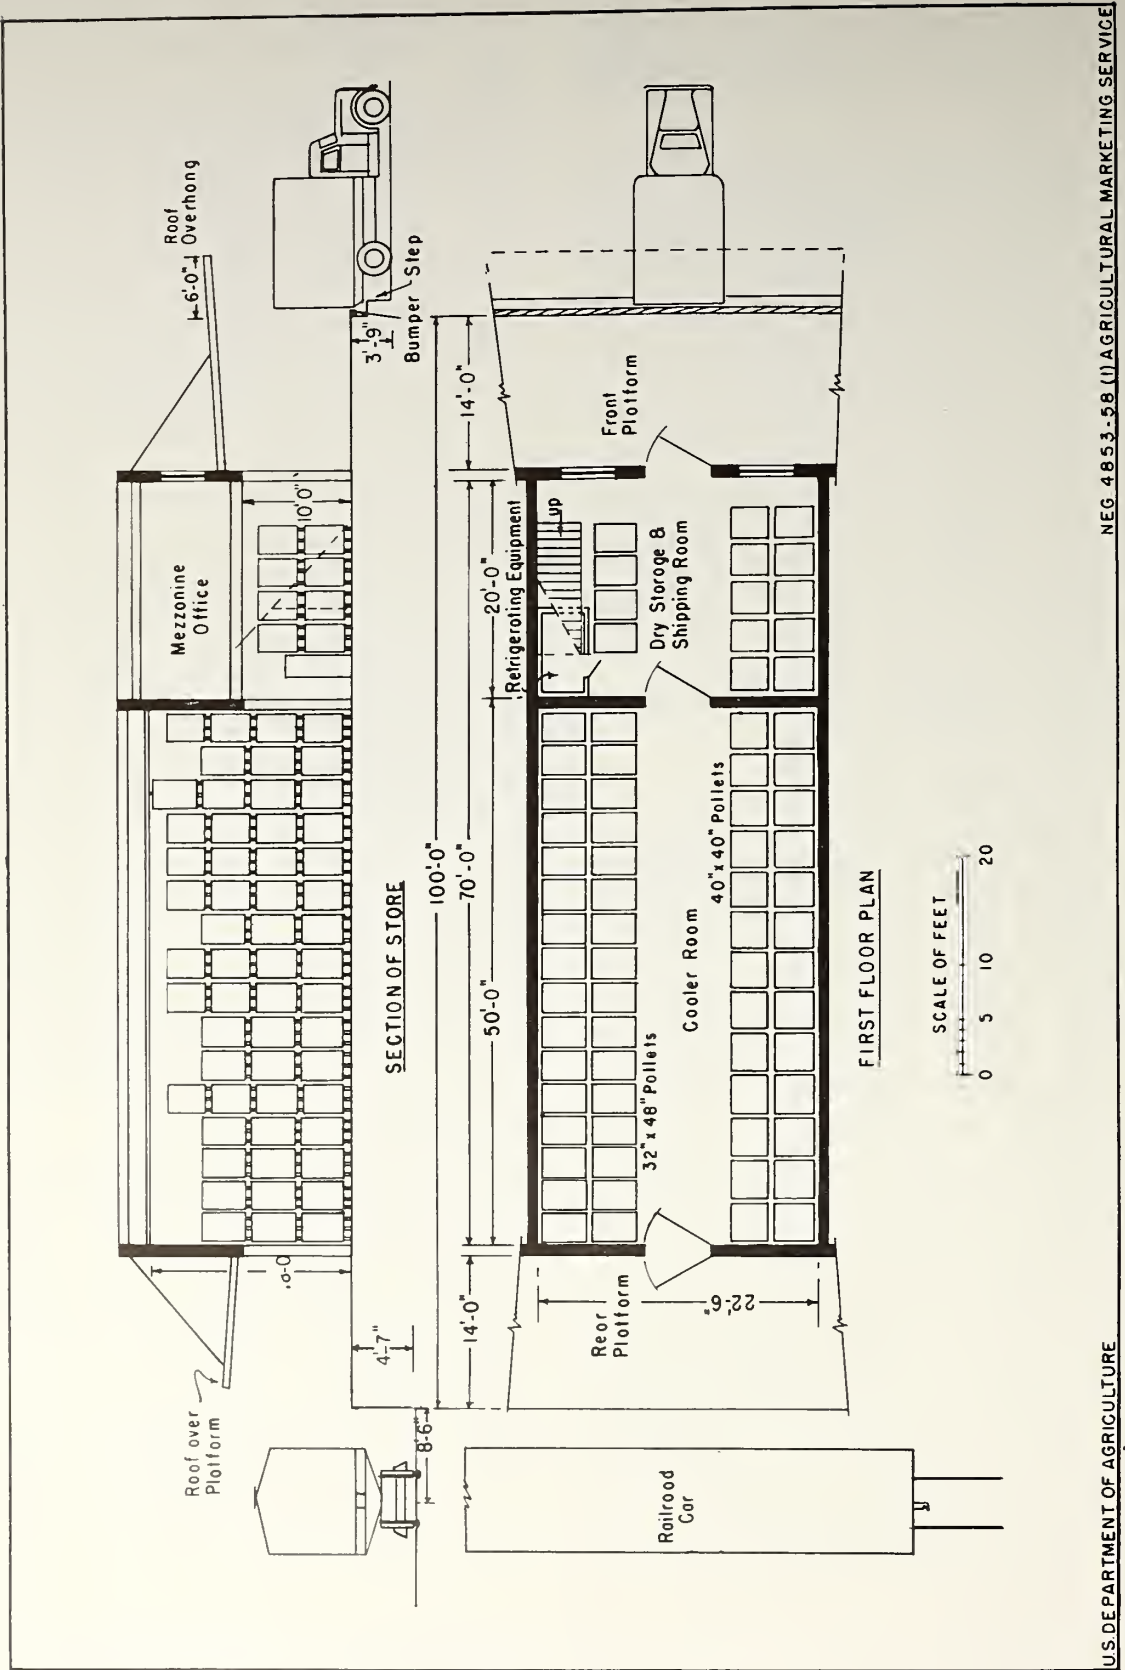 Roof over
Platform
Mezzanine
Office
Roof
Overhang
6'-0"
10'0"
3'-9"
Bumper
Step
4'-7"
8'-6"
SECTION OF STORE
100'-0"
14'-0"
70'-0"
14'-0"
50'-0"
20'-0"
Refrigerating Equipment
up
Railroad
Car
Rear
Platform
22'-6"
32" x 48" Pallets
Cooler Room
40" x 40" Pallets
Dry Storage &
Shipping Room
Front
Platform
FIRST FLOOR PLAN
SCALE OF FEET
0 5 10 20
U.S. DEPARTMENT OF AGRICULTURE
NEG. 4853-58 (1) AGRICULTURAL MARKETING SERVICE